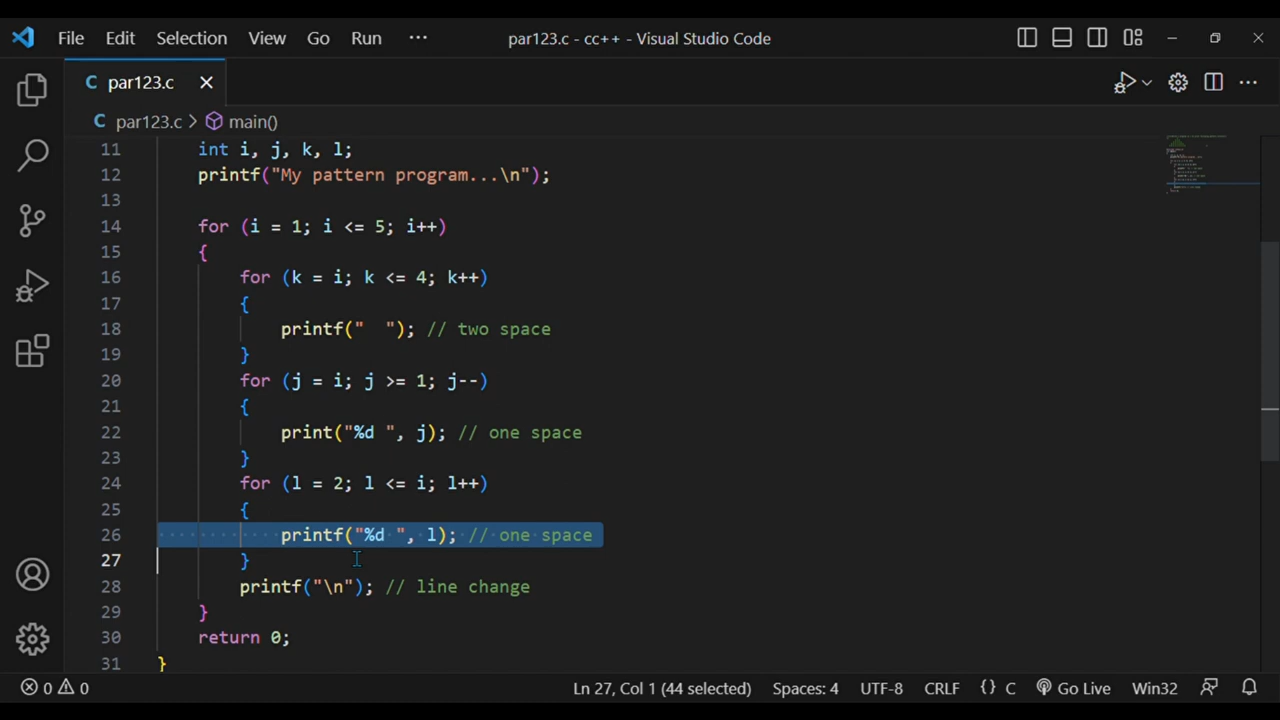 File Edit Selection View Go Run ··· par123.c - cc++ - Visual Studio Code
C par123.c ×
C par123.c > main()
11 int i, j, k, l;
12 printf("My pattern program...\n");
13
14 for (i = 1; i <= 5; i++)
15 {
16 for (k = i; k <= 4; k++)
17 {
18 printf("  "); // two space
19 }
20 for (j = i; j >= 1; j--)
21 {
22 print("%d ", j); // one space
23 }
24 for (l = 2; l <= i; l++)
25 {
26 printf("%d ", l); // one space
27 }
28 printf("\n"); // line change
29 }
30 return 0;
31 }
0 0 Ln 27, Col 1 (44 selected) Spaces: 4 UTF-8 CRLF {} C Go Live Win32